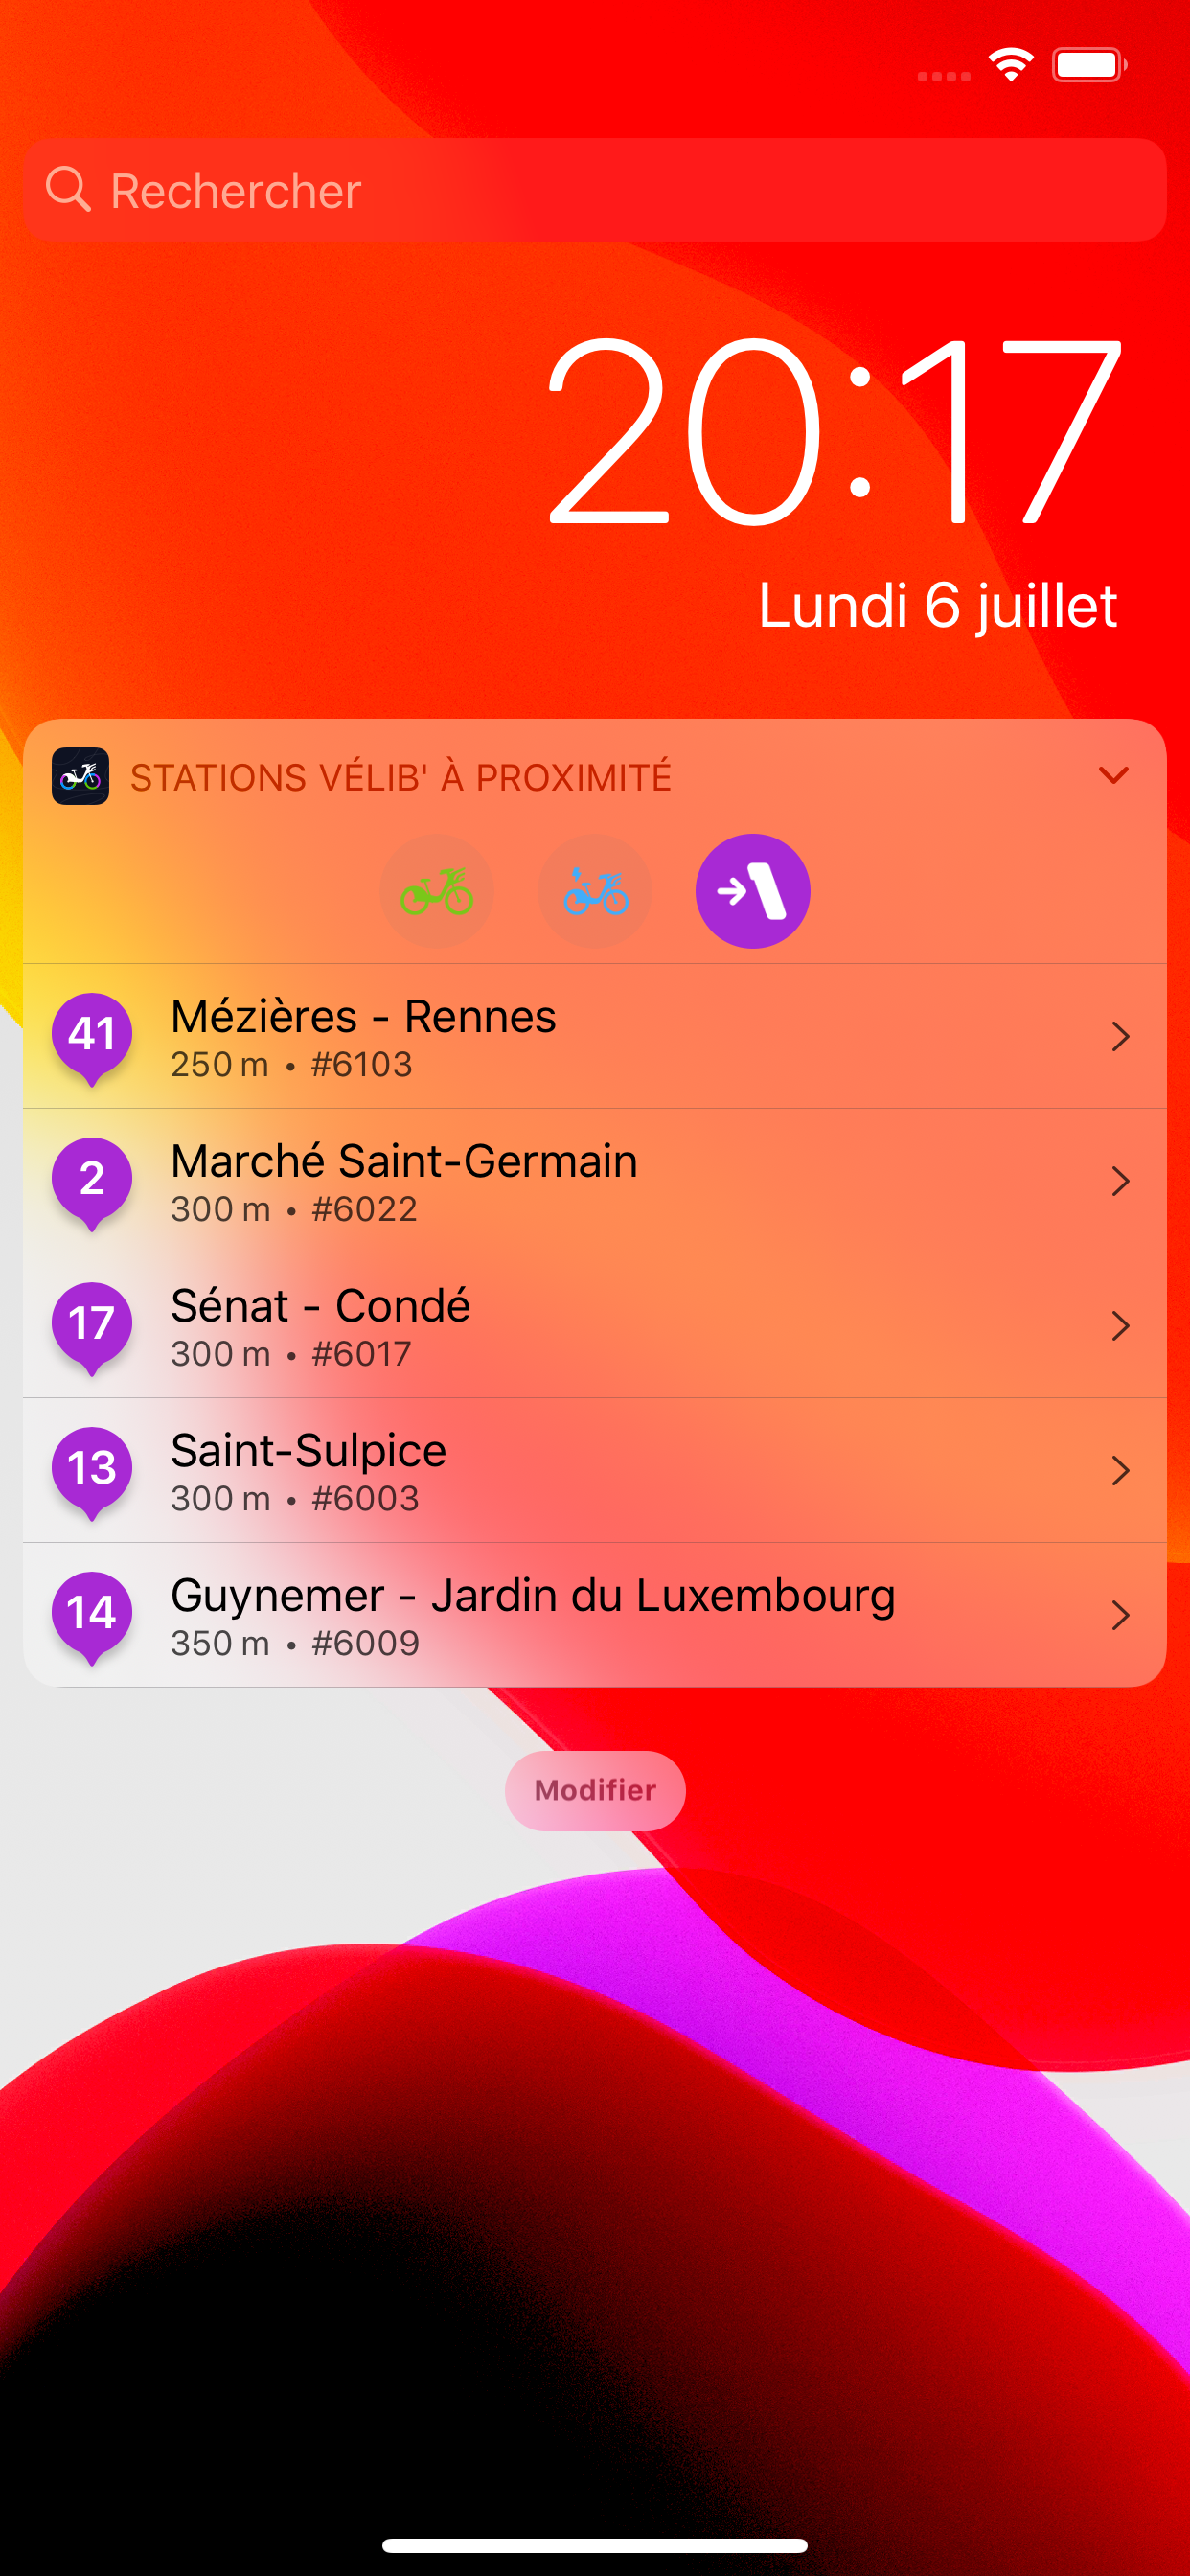 Rechercher
20:17
Lundi 6 juillet
STATIONS VÉLIB' À PROXIMITÉ
41
Mézières - Rennes
250 m • #6103
2
Marché Saint-Germain
300 m • #6022
17
Sénat - Condé
300 m • #6017
13
Saint-Sulpice
300 m • #6003
14
Guynemer - Jardin du Luxembourg
350 m • #6009
Modifier